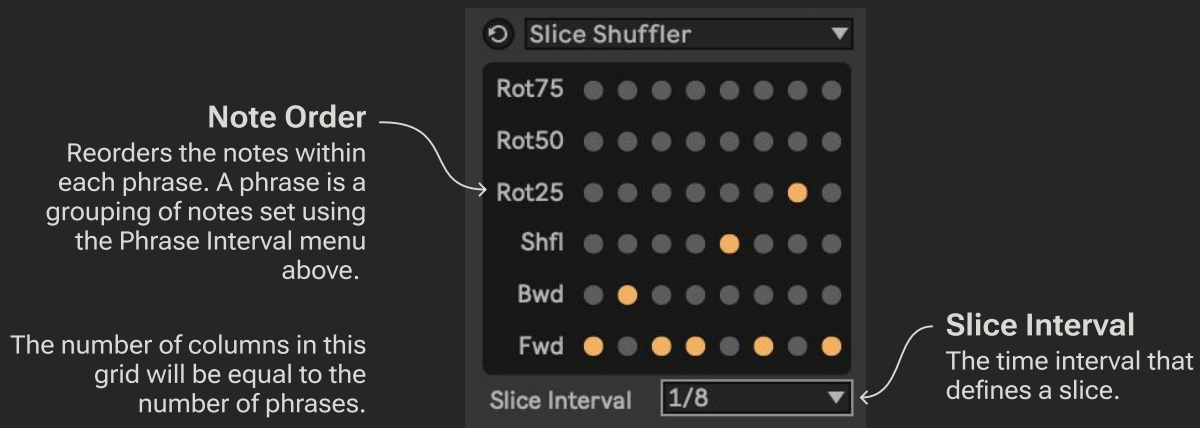 Slice Shuffler
Note Order
Reorders the notes within
each phrase. A phrase is a
grouping of notes set using
the Phrase Interval menu
above.
The number of columns in this
grid will be equal to the
number of phrases.
Rot75
Rot50
Rot25
Shfl
Bwd
Fwd
Slice Interval 1/8
Slice Interval
The time interval that
defines a slice.